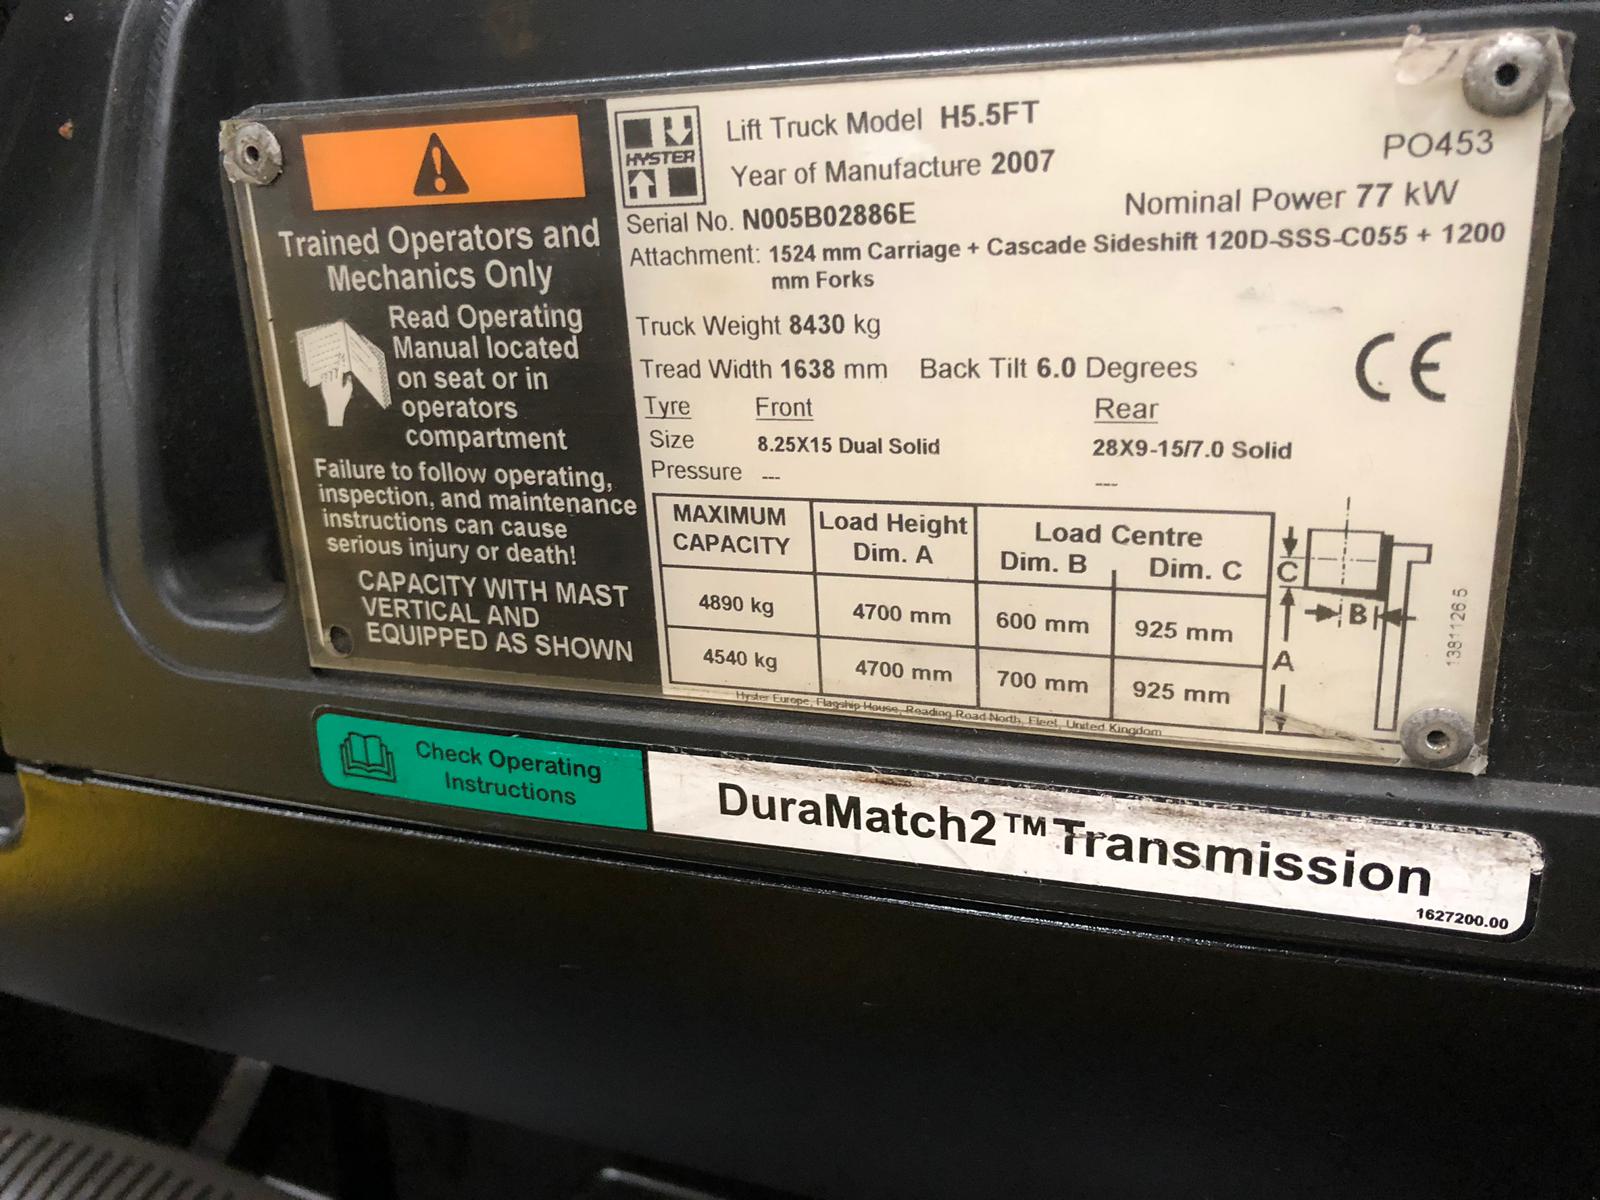 Trained Operators and
Mechanics Only
Read Operating
Manual located
on seat or in
operators
compartment
Failure to follow operating,
inspection, and maintenance
instructions can cause
serious injury or death!
CAPACITY WITH MAST
VERTICAL AND
EQUIPPED AS SHOWN
HYSTER
Lift Truck Model H5.5FT
PO453
Year of Manufacture 2007
Nominal Power 77 kW
Serial No. N005B02886E
Attachment: 1524 mm Carriage + Cascade Sideshift 120D-SSS-C055 + 1200
mm Forks
Truck Weight 8430 kg
Tread Width 1638 mm Back Tilt 6.0 Degrees
CE
Tyre Front Rear
Size 8.25X15 Dual Solid 28X9-15/7.0 Solid
Pressure --- ---
MAXIMUM CAPACITY Load Height Dim. A Load Centre Dim. B Dim. C
4890 kg 4700 mm 600 mm 925 mm
4540 kg 4700 mm 700 mm 925 mm
C
B
A
1381126 5
Hyster Europe, Flagship House, Reading Road North, Fleet, United Kingdom
Check Operating
Instructions
DuraMatch2™ Transmission
1627200.00